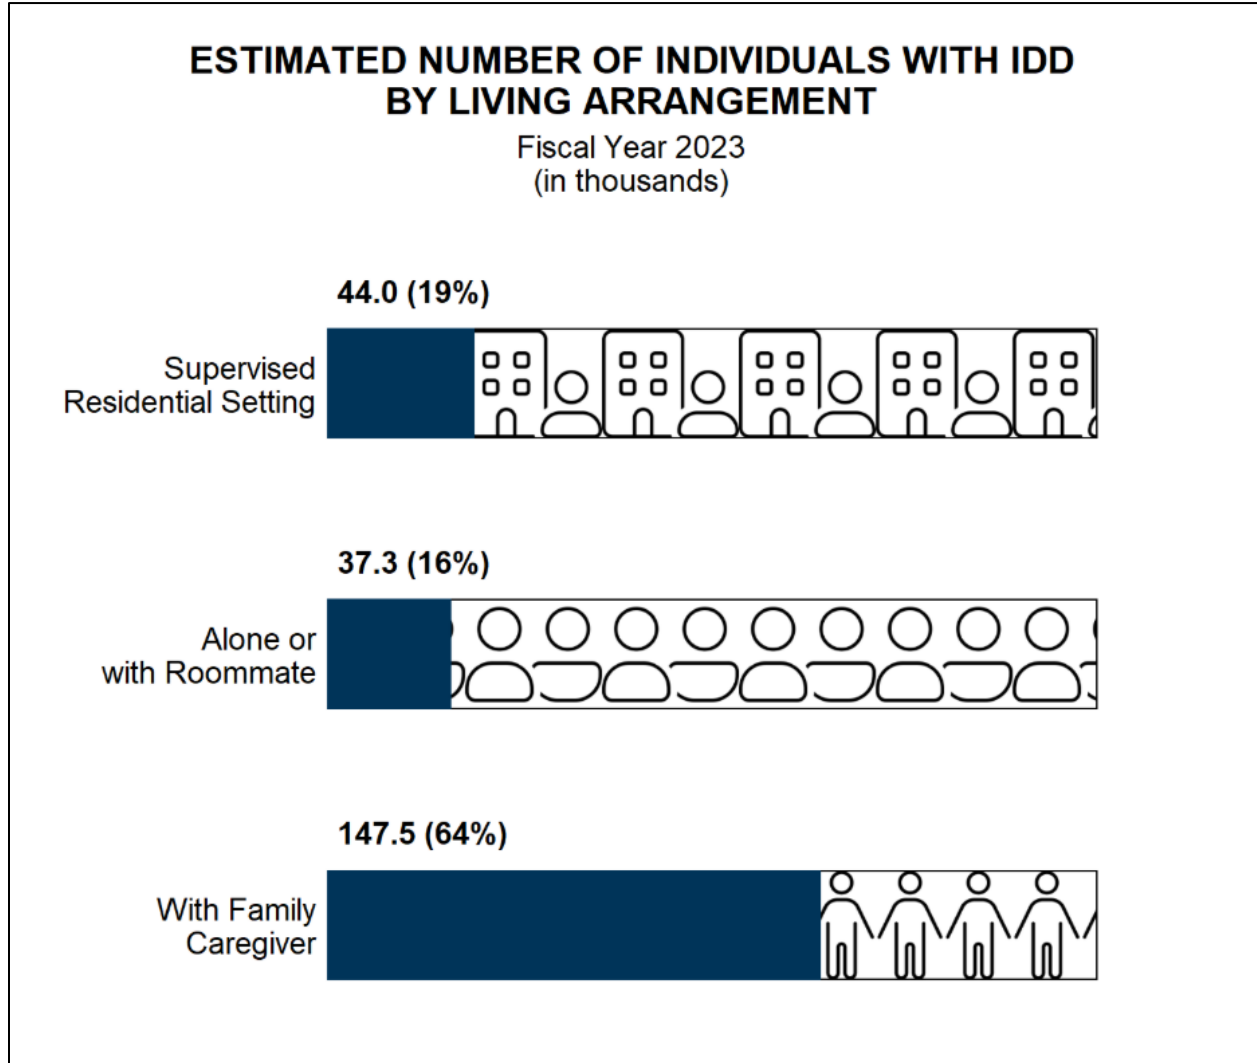 ESTIMATED NUMBER OF INDIVIDUALS WITH IDD
BY LIVING ARRANGEMENT
Fiscal Year 2023
(in thousands)
44.0 (19%)
Supervised
Residential Setting
37.3 (16%)
Alone or
with Roommate
147.5 (64%)
With Family
Caregiver